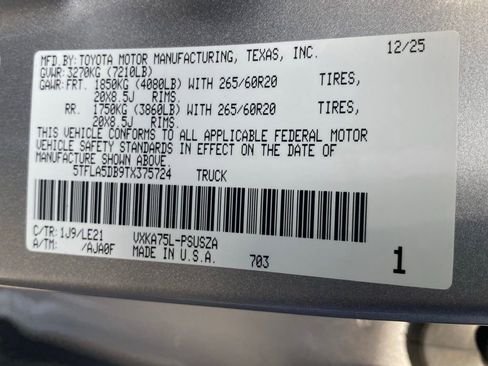 MFD.BY:TOYOTA MOTOR MANUFACTURING, TEXAS, INC. 12/25
GVWR:3270KG (7210LB)
GAWR:FRT. 1850KG (4080LB) WITH 265/60R20 TIRES,
20X8.5J RIMS.
RR. 1750KG (3860LB) WITH 265/60R20 TIRES,
20X8.5J RIMS.
THIS VEHICLE CONFORMS TO ALL APPLICABLE FEDERAL MOTOR
VEHICLE SAFETY STANDARDS IN EFFECT ON THE DATE OF
MANUFACTURE SHOWN ABOVE.
5TFLA5DB9TX375724 TRUCK
C/TR:1J9/LE21 VXKA75L-PSUSZA
A/TM: /AJA0F MADE IN U.S.A. 703 1